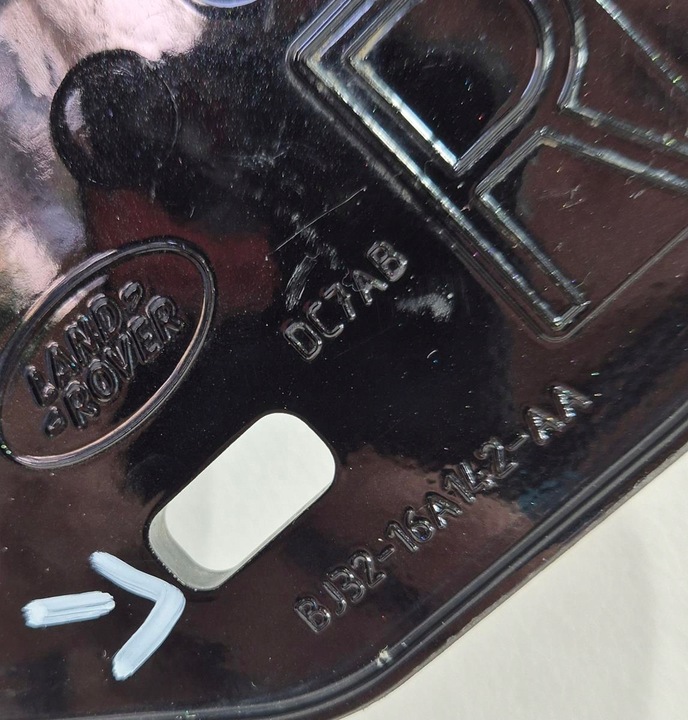 R
LAND-
-ROVER
DC7AB
BJ32-16A142-AA